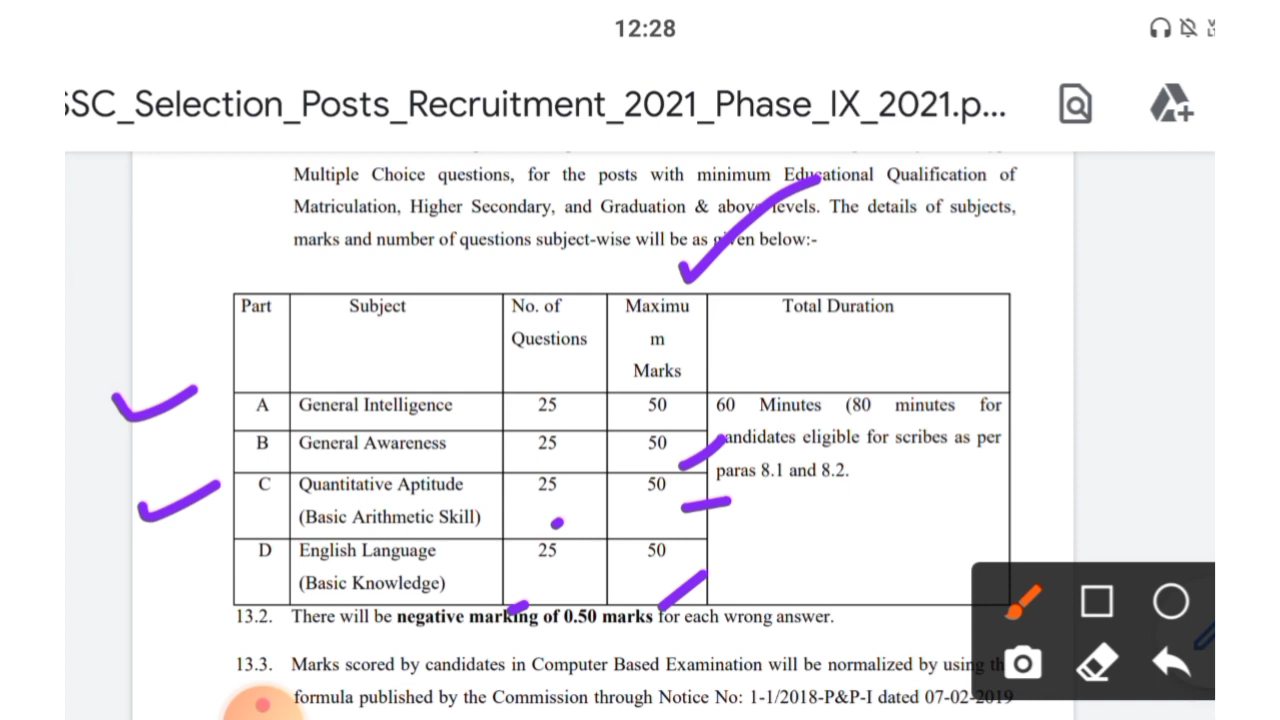 12:28
SSC_Selection_Posts_Recruitment_2021_Phase_IX_2021.p...
Multiple Choice questions, for the posts with minimum Educational Qualification of
Matriculation, Higher Secondary, and Graduation & above levels. The details of subjects,
marks and number of questions subject-wise will be as given below:-
Part Subject No. of Questions Maximum Marks Total Duration
A General Intelligence 25 50 60 Minutes (80 minutes for
B General Awareness 25 50 candidates eligible for scribes as per
paras 8.1 and 8.2.
C Quantitative Aptitude 25 50
(Basic Arithmetic Skill)
D English Language 25 50
(Basic Knowledge)
13.2. There will be negative marking of 0.50 marks for each wrong answer.
13.3. Marks scored by candidates in Computer Based Examination will be normalized by using the
formula published by the Commission through Notice No: 1-1/2018-P&P-I dated 07-02-2019